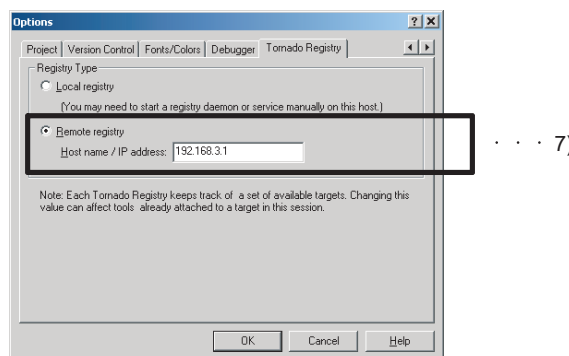 Options
Project Version Control Fonts/Colors Debugger Tornado Registry
Registry Type
Local registry
(You may need to start a registry daemon or service manually on this host.)
Remote registry
Host name / IP address: 192.168.3.1
· · · 7)
Note: Each Tornado Registry keeps track of a set of available targets. Changing this
value can affect tools already attached to a target in this session.
OK Cancel Help